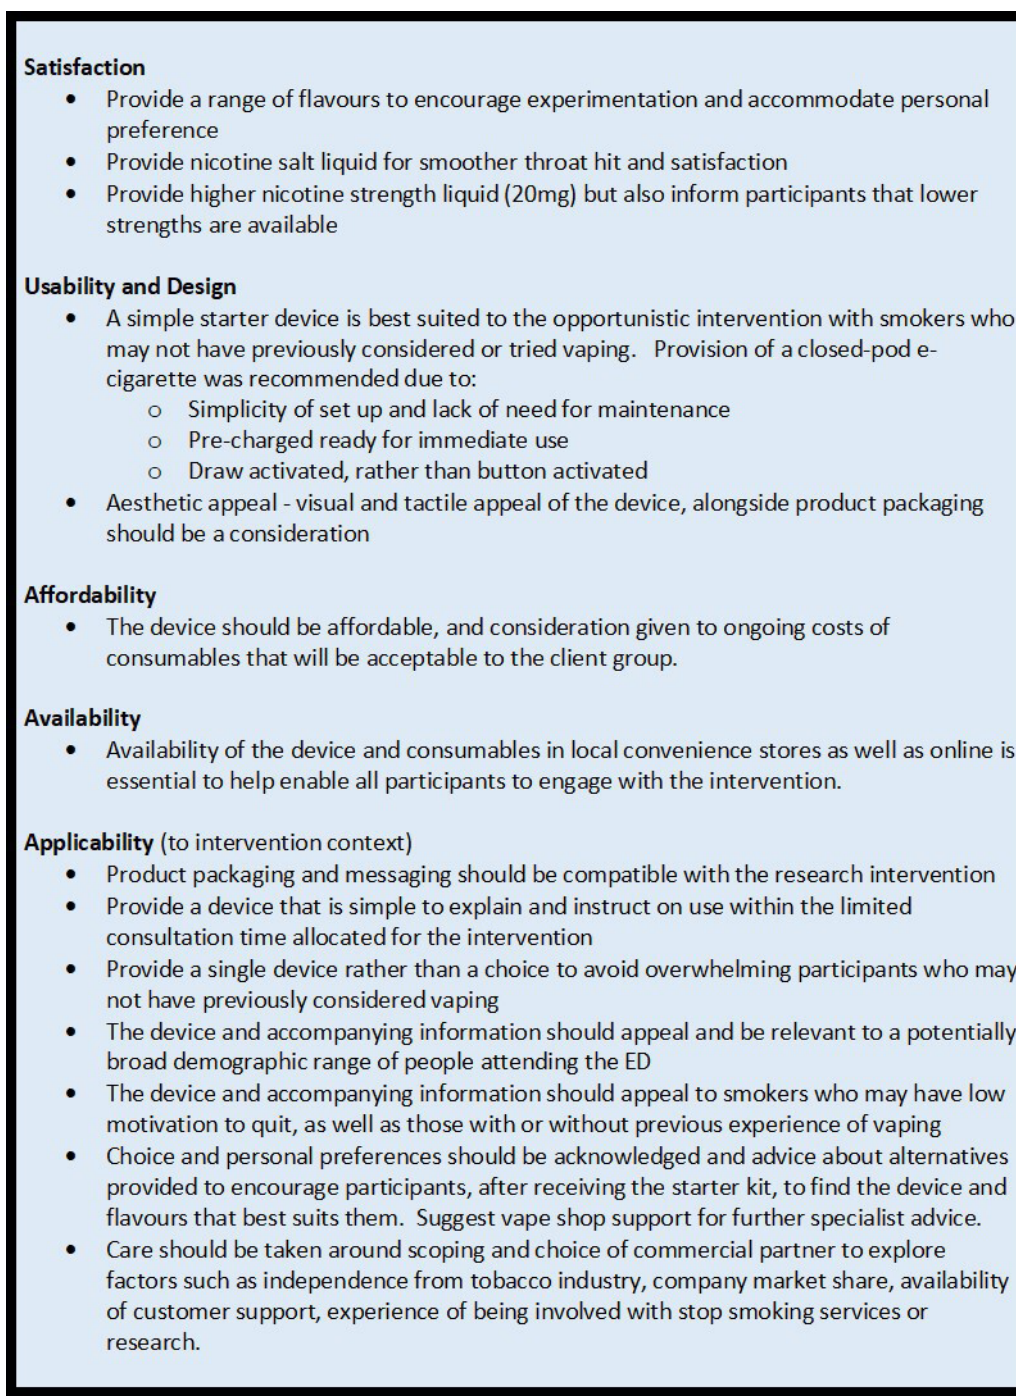 Satisfaction
• Provide a range of flavours to encourage experimentation and accommodate personal
preference
• Provide nicotine salt liquid for smoother throat hit and satisfaction
• Provide higher nicotine strength liquid (20mg) but also inform participants that lower
strengths are available
Usability and Design
• A simple starter device is best suited to the opportunistic intervention with smokers who
may not have previously considered or tried vaping. Provision of a closed-pod e-
cigarette was recommended due to:
o Simplicity of set up and lack of need for maintenance
o Pre-charged ready for immediate use
o Draw activated, rather than button activated
• Aesthetic appeal - visual and tactile appeal of the device, alongside product packaging
should be a consideration
Affordability
• The device should be affordable, and consideration given to ongoing costs of
consumables that will be acceptable to the client group.
Availability
• Availability of the device and consumables in local convenience stores as well as online is
essential to help enable all participants to engage with the intervention.
Applicability (to intervention context)
• Product packaging and messaging should be compatible with the research intervention
• Provide a device that is simple to explain and instruct on use within the limited
consultation time allocated for the intervention
• Provide a single device rather than a choice to avoid overwhelming participants who may
not have previously considered vaping
• The device and accompanying information should appeal and be relevant to a potentially
broad demographic range of people attending the ED
• The device and accompanying information should appeal to smokers who may have low
motivation to quit, as well as those with or without previous experience of vaping
• Choice and personal preferences should be acknowledged and advice about alternatives
provided to encourage participants, after receiving the starter kit, to find the device and
flavours that best suits them. Suggest vape shop support for further specialist advice.
• Care should be taken around scoping and choice of commercial partner to explore
factors such as independence from tobacco industry, company market share, availability
of customer support, experience of being involved with stop smoking services or
research.